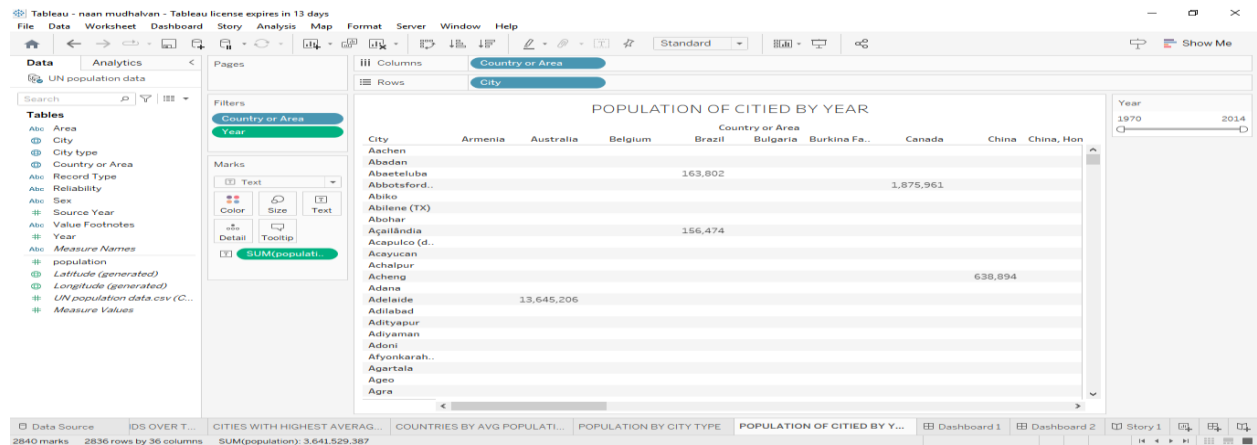 Tableau - naan mudhalvan - Tableau license expires in 13 days
File Data Worksheet Dashboard Story Analysis Map Format Server Window Help
Standard
Show Me
Data Analytics
UN population data
Search
Tables
Abc Area
City
City type
Country or Area
Abc Record Type
Abc Reliability
Abc Sex
# Source Year
Abc Value Footnotes
# Year
Abc Measure Names
# population
Latitude (generated)
Longitude (generated)
# UN population data.csv (C...
# Measure Values
Pages
Filters
Country or Area
Year
Marks
Text
Color Size Text
Detail Tooltip
SUM(populati..
Columns Country or Area
Rows City
POPULATION OF CITIED BY YEAR
Country or Area
City Armenia Australia Belgium Brazil Bulgaria Burkina Fa.. Canada China China, Hon
Aachen
Abadan
Abaeteluba 163,802
Abbotsford.. 1,875,961
Abiko
Abilene (TX)
Abohar
Açailândia 156,474
Acapulco (d..
Acayucan
Achalpur
Acheng 638,894
Adana
Adelaide 13,645,206
Adilabad
Adityapur
Adiyaman
Adoni
Afyonkarah..
Agartala
Ageo
Agra
Year
1970 2014
Data Source IDS OVER T... CITIES WITH HIGHEST AVERAG... COUNTRIES BY AVG POPULATI... POPULATION BY CITY TYPE POPULATION OF CITIED BY Y... Dashboard 1 Dashboard 2 Story 1
2840 marks 2836 rows by 36 columns SUM(population): 3,641,529,387